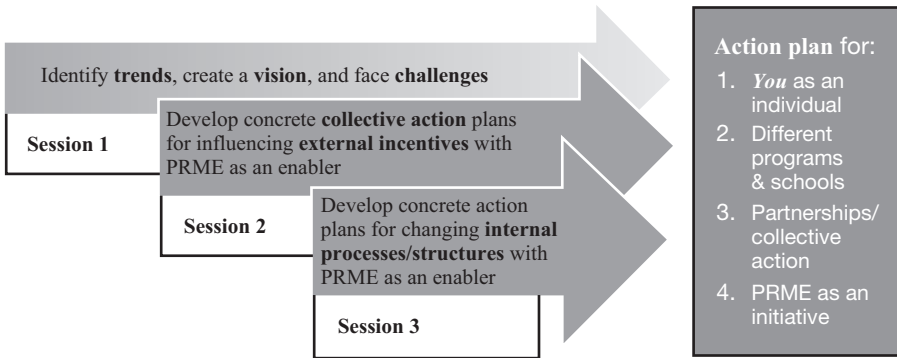 Identify trends, create a vision, and face challenges
Session 1
Develop concrete collective action plans
for influencing external incentives with
PRME as an enabler
Session 2
Develop concrete action
plans for changing internal
processes/structures with
PRME as an enabler
Session 3
Action plan for:
1. You as an
individual
2. Different
programs
& schools
3. Partnerships/
collective
action
4. PRME as an
initiative